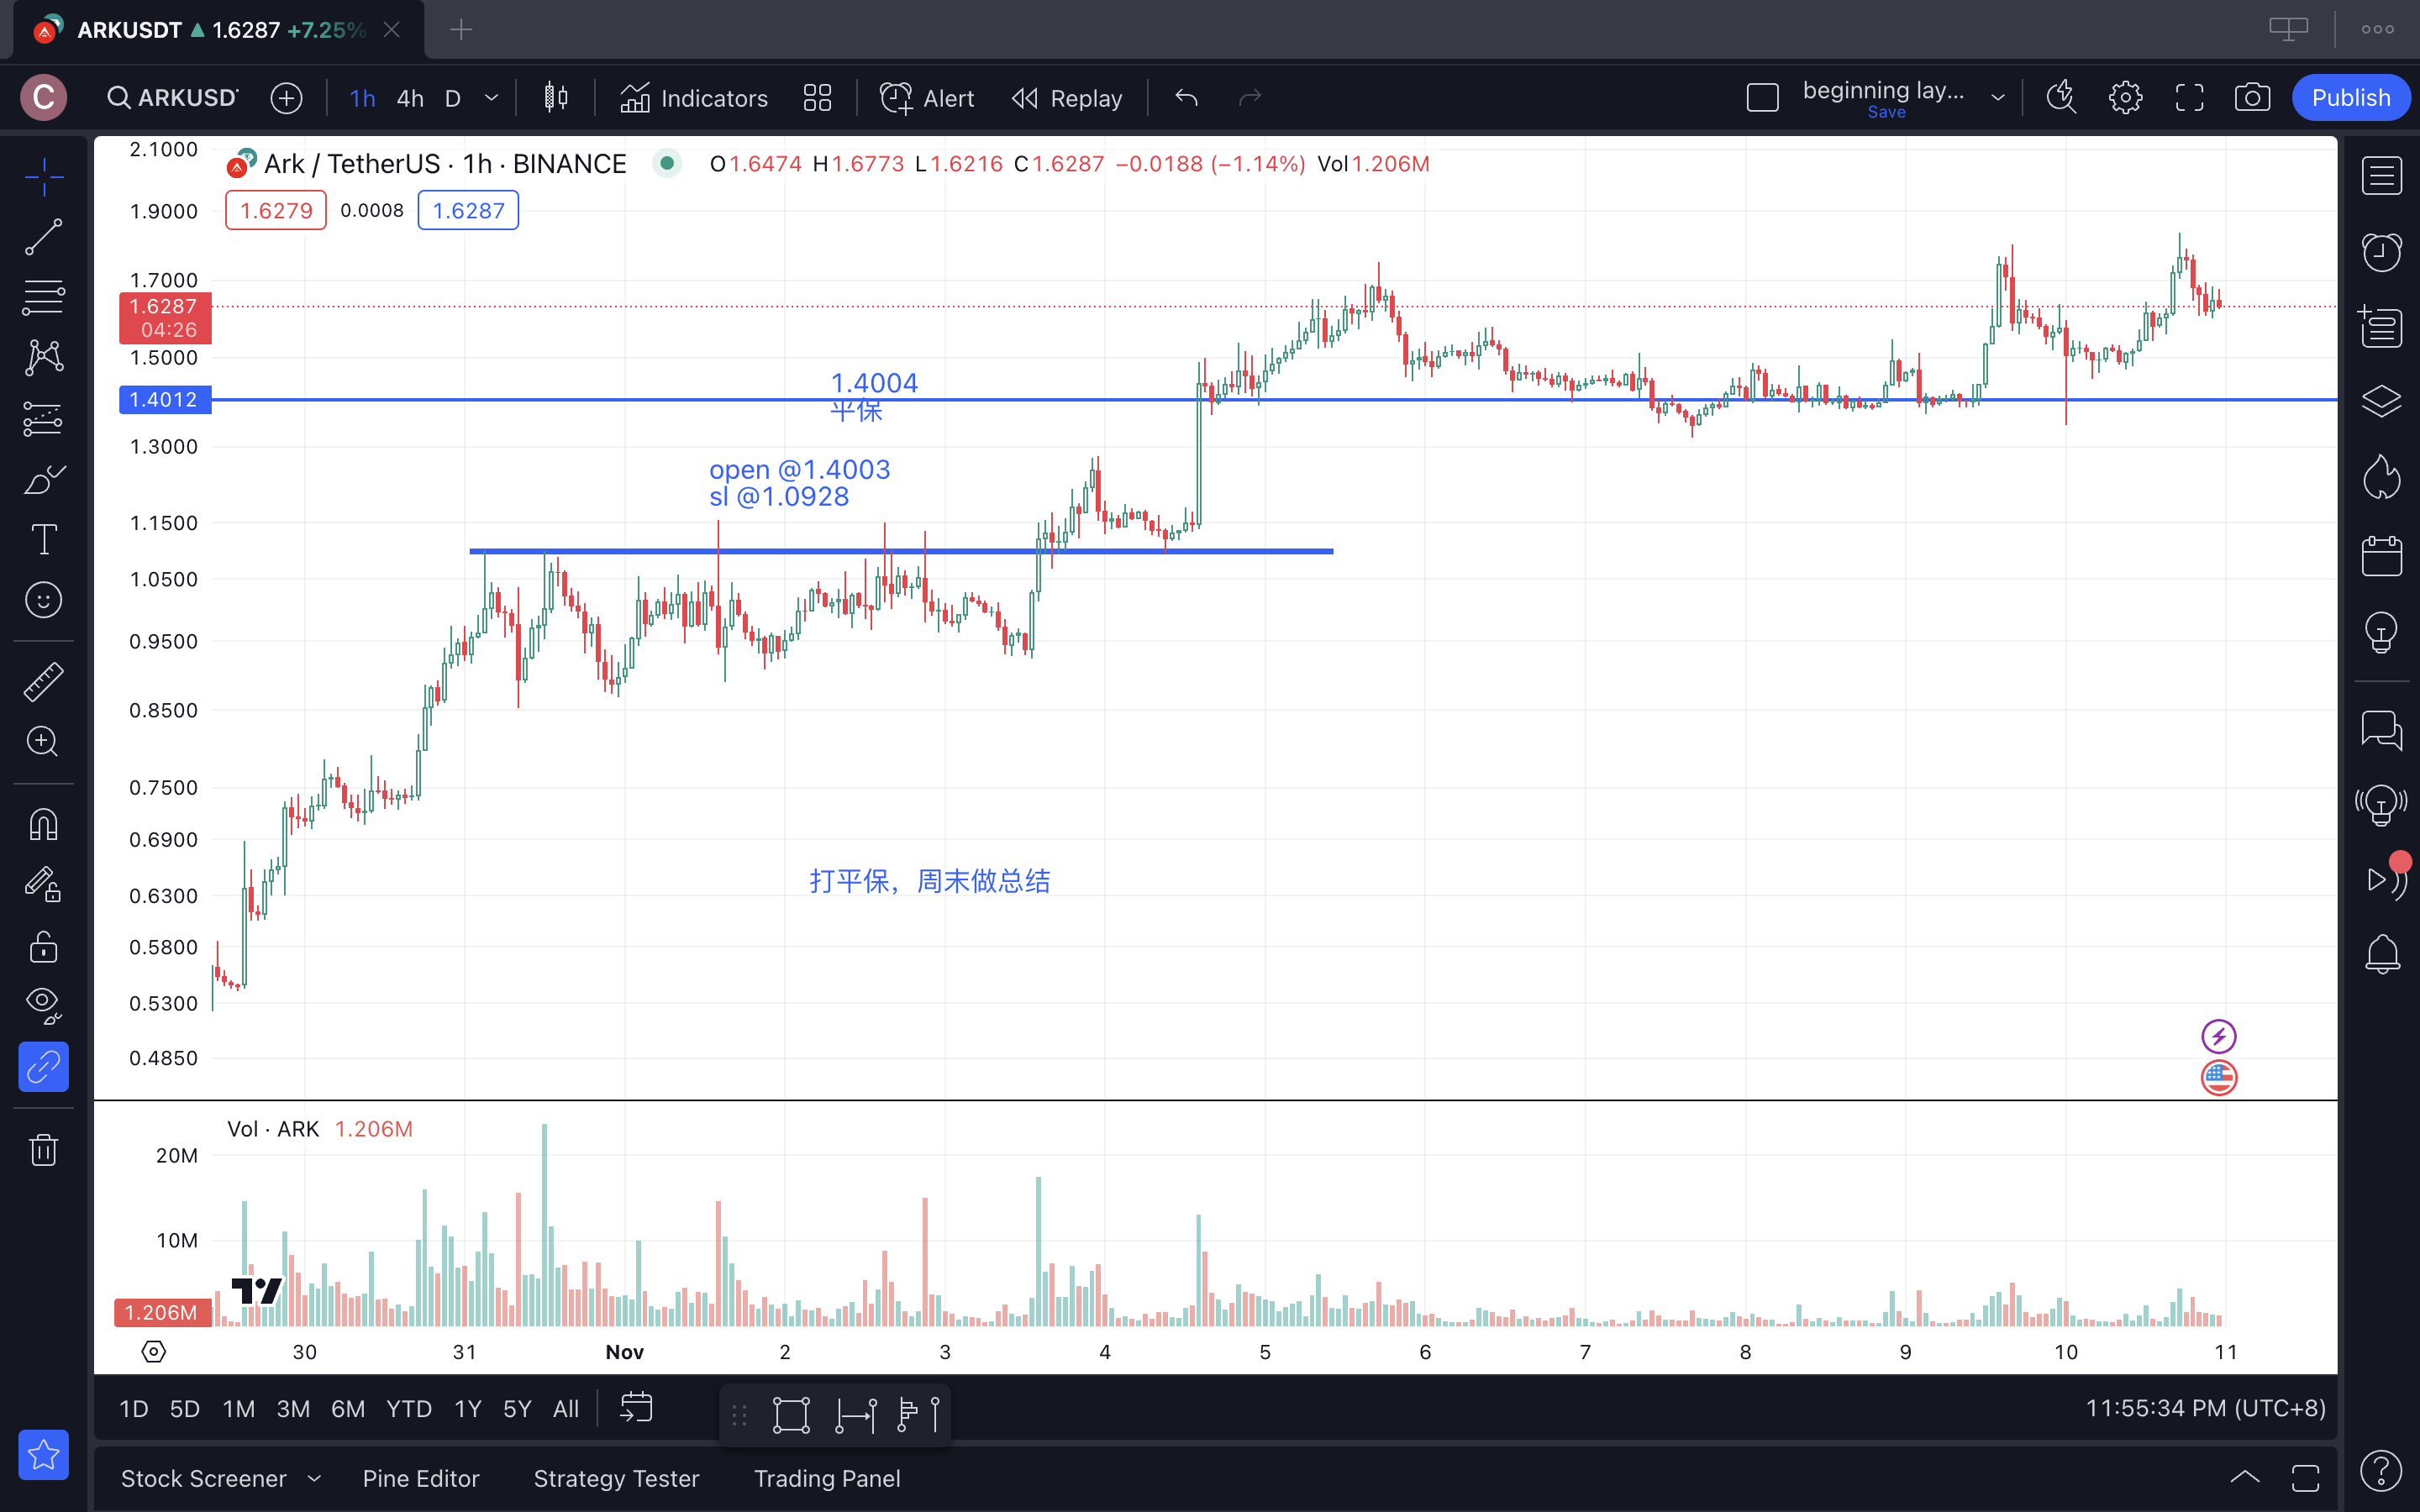 ARKUSDT 1.6287 +7.25%
C
ARKUSD
1h 4h D
Indicators
Alert
Replay
beginning lay...
Save
Publish
Ark / TetherUS · 1h · BINANCE O1.6474 H1.6773 L1.6216 C1.6287 −0.0188 (−1.14%) Vol1.206M
1.6279 0.0008 1.6287
2.1000
1.9000
1.7000
1.6287
04:26
1.5000
1.4012
1.3000
1.1500
1.0500
0.9500
0.8500
0.7500
0.6900
0.6300
0.5800
0.5300
0.4850
1.4004
平保
open @1.4003
sl @1.0928
打平保，周末做总结
Vol · ARK 1.206M
20M
10M
1.206M
30 31 Nov 2 3 4 5 6 7 8 9 10 11
1D 5D 1M 3M 6M YTD 1Y 5Y All
11:55:34 PM (UTC+8)
Stock Screener Pine Editor Strategy Tester Trading Panel